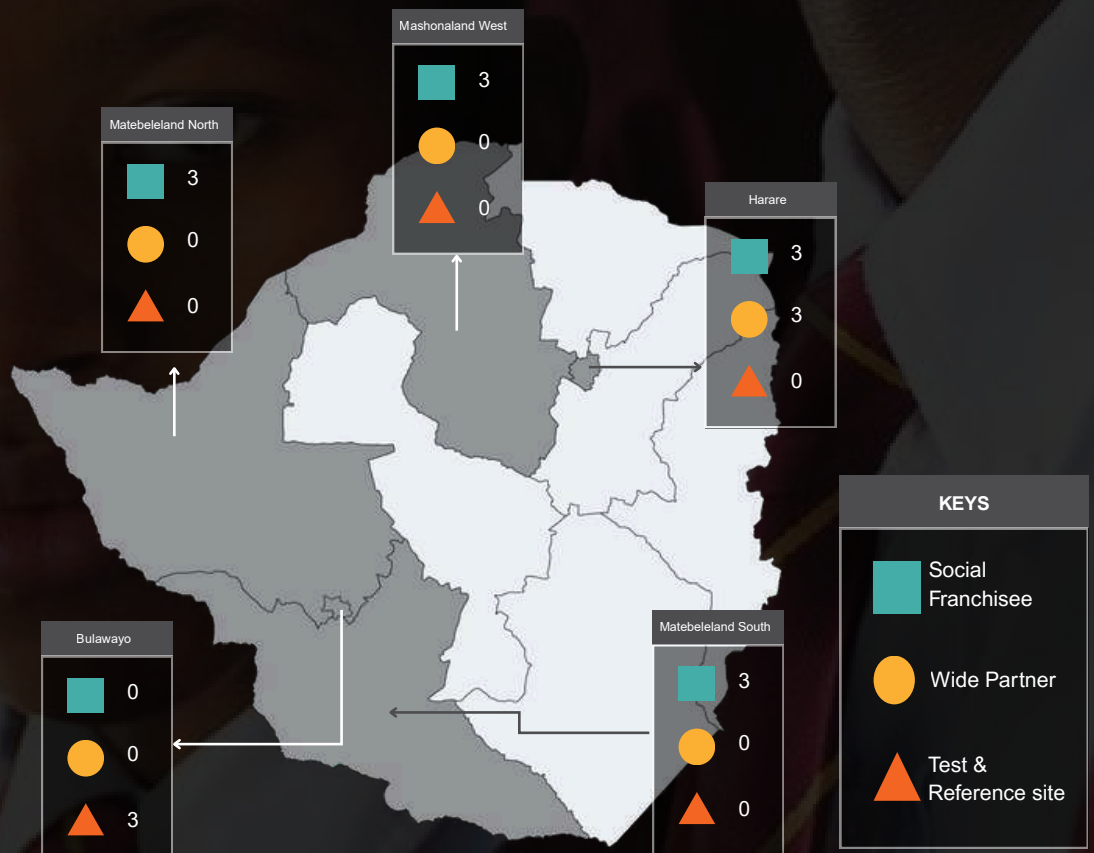 Mashonaland West
3
0
0
Matebeleland North
3
0
0
Harare
3
3
0
KEYS
Social
Franchisee
Wide Partner
Test &
Reference site
Bulawayo
0
0
3
Matebeleland South
3
0
0